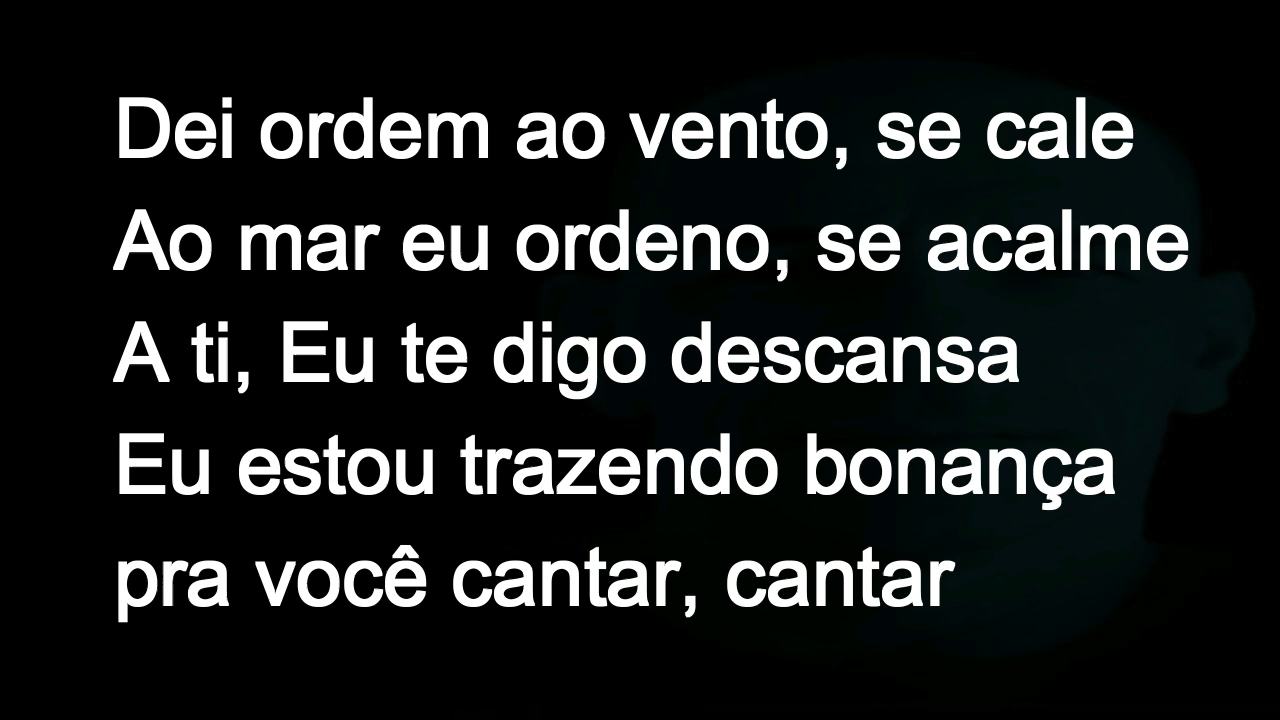 Dei ordem ao vento, se cale
Ao mar eu ordeno, se acalme
A ti, Eu te digo descansa
Eu estou trazendo bonança
pra você cantar, cantar